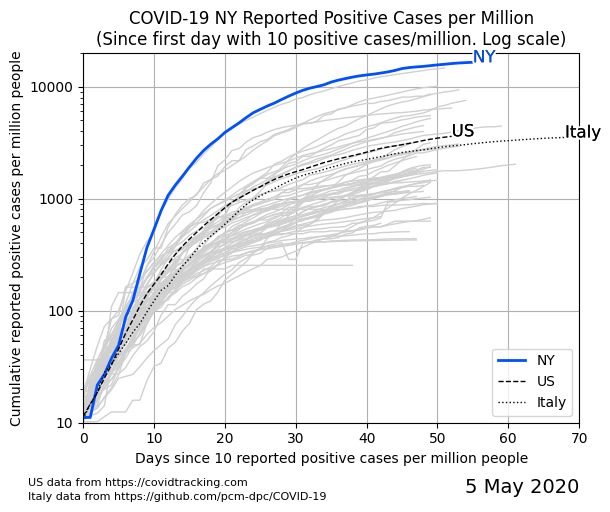 COVID-19 NY Reported Positive Cases per Million
(Since first day with 10 positive cases/million. Log scale)
Cumulative reported positive cases per million people
10000
1000
100
10
NY
US
Italy
NY
US
Italy
0 10 20 30 40 50 60 70
Days since 10 reported positive cases per million people
US data from https://covidtracking.com
Italy data from https://github.com/pcm-dpc/COVID-19
5 May 2020